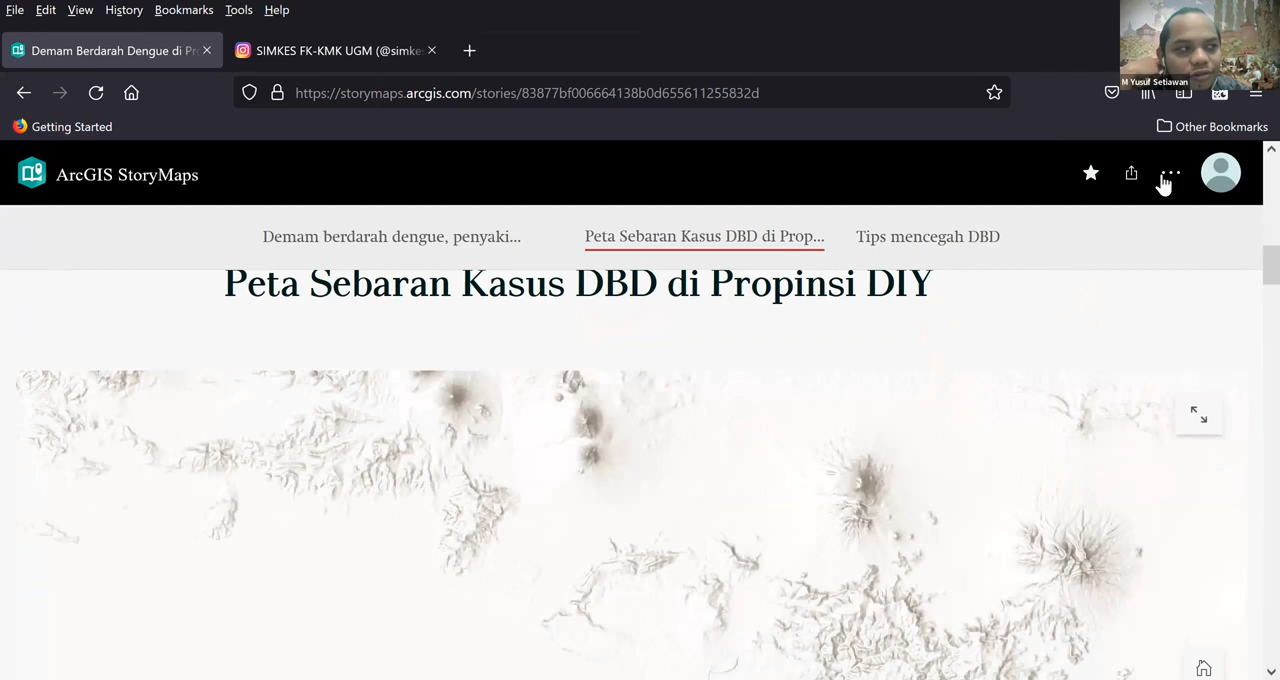 File Edit View History Bookmarks Tools Help
Demam Berdarah Dengue di Pr
SIMKES FK-KMK UGM (@simkes
M Yusuf Setiawan
https://storymaps.arcgis.com/stories/83877bf006664138b0d655611255832d
Getting Started
Other Bookmarks
ArcGIS StoryMaps
Demam berdarah dengue, penyaki...
Peta Sebaran Kasus DBD di Prop...
Tips mencegah DBD
Peta Sebaran Kasus DBD di Propinsi DIY